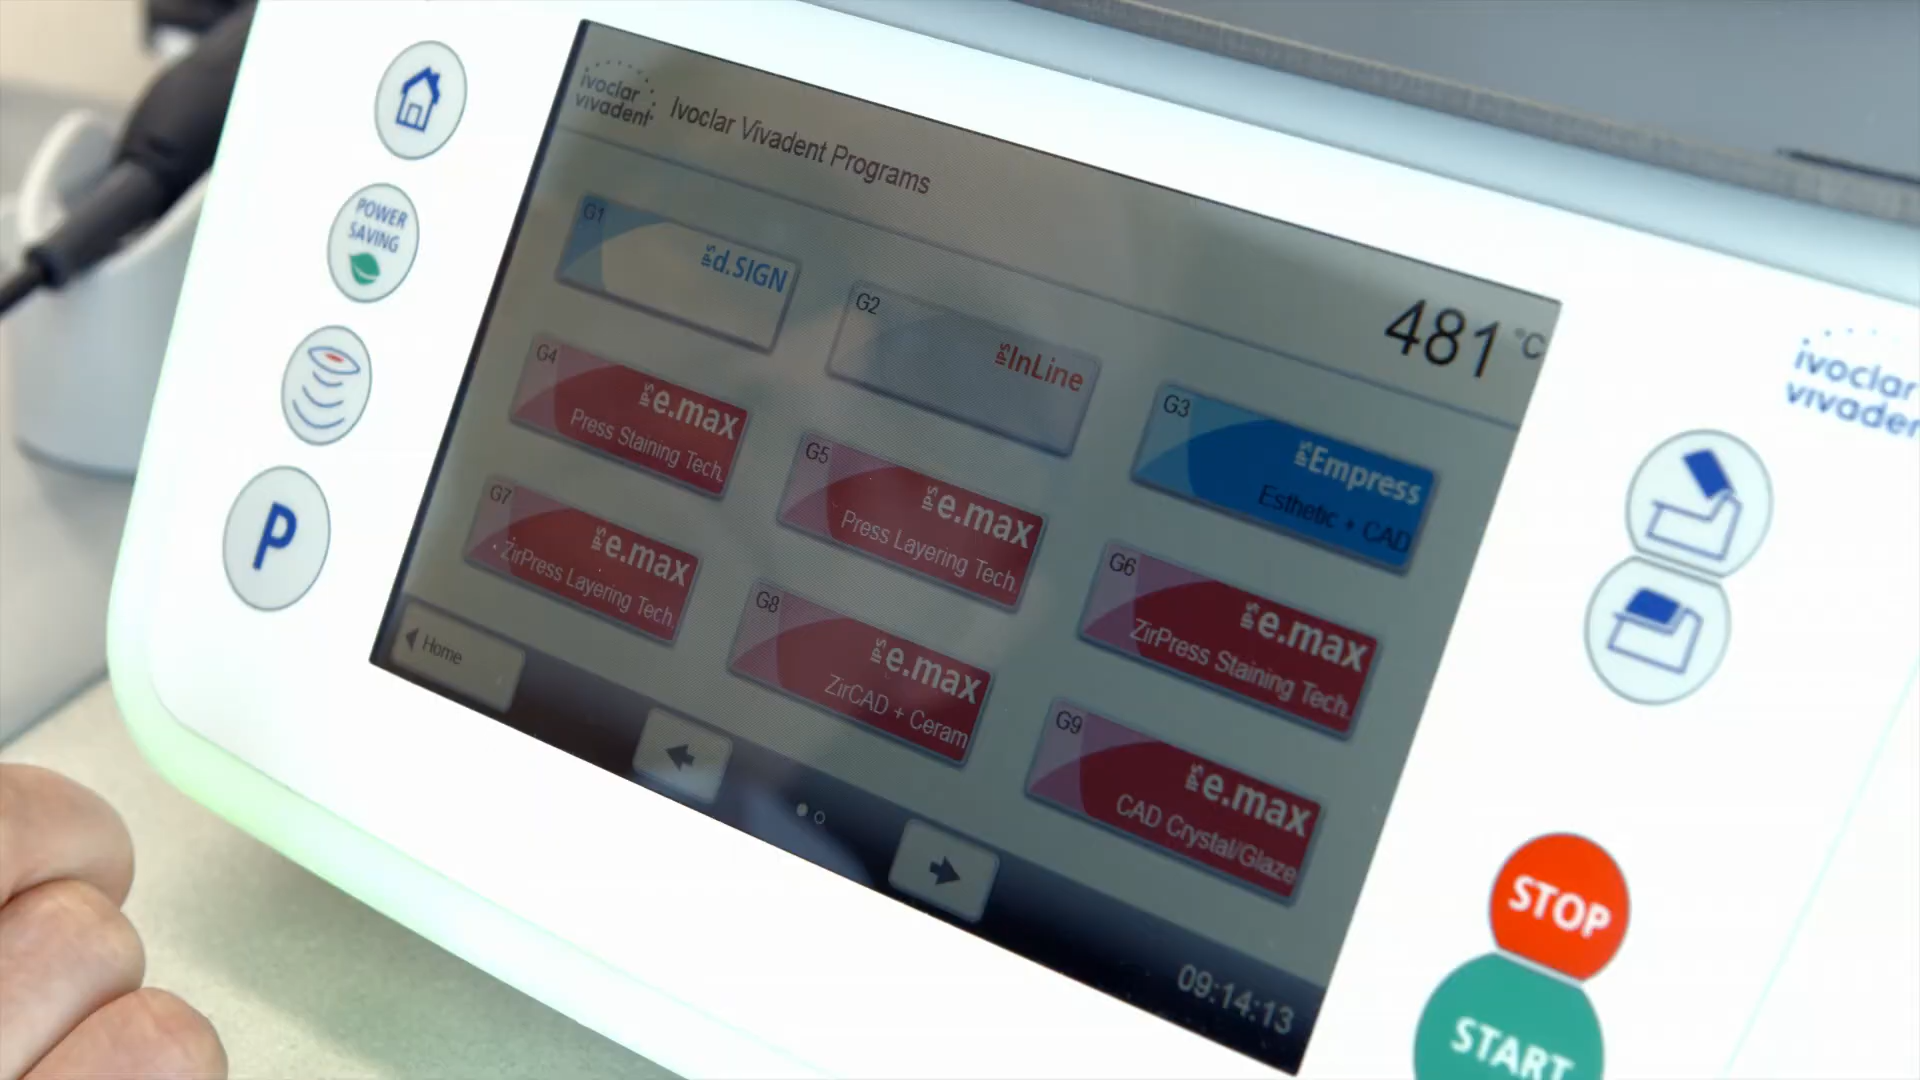 ivoclar
vivadent
Ivoclar Vivadent Programs
481 °C
G1
IPS d.SIGN
G2
IPS InLine
G3
IPS Empress
Esthetic + CAD
G4
IPS e.max
Press Staining Tech.
G5
IPS e.max
Press Layering Tech.
G6
IPS e.max
ZirPress Staining Tech.
G7
IPS e.max
ZirPress Layering Tech.
G8
IPS e.max
ZirCAD + Ceram
G9
IPS e.max
CAD Crystal/Glaze
Home
09:14:13
POWER
SAVING
P
ivoclar
vivaden
STOP
START